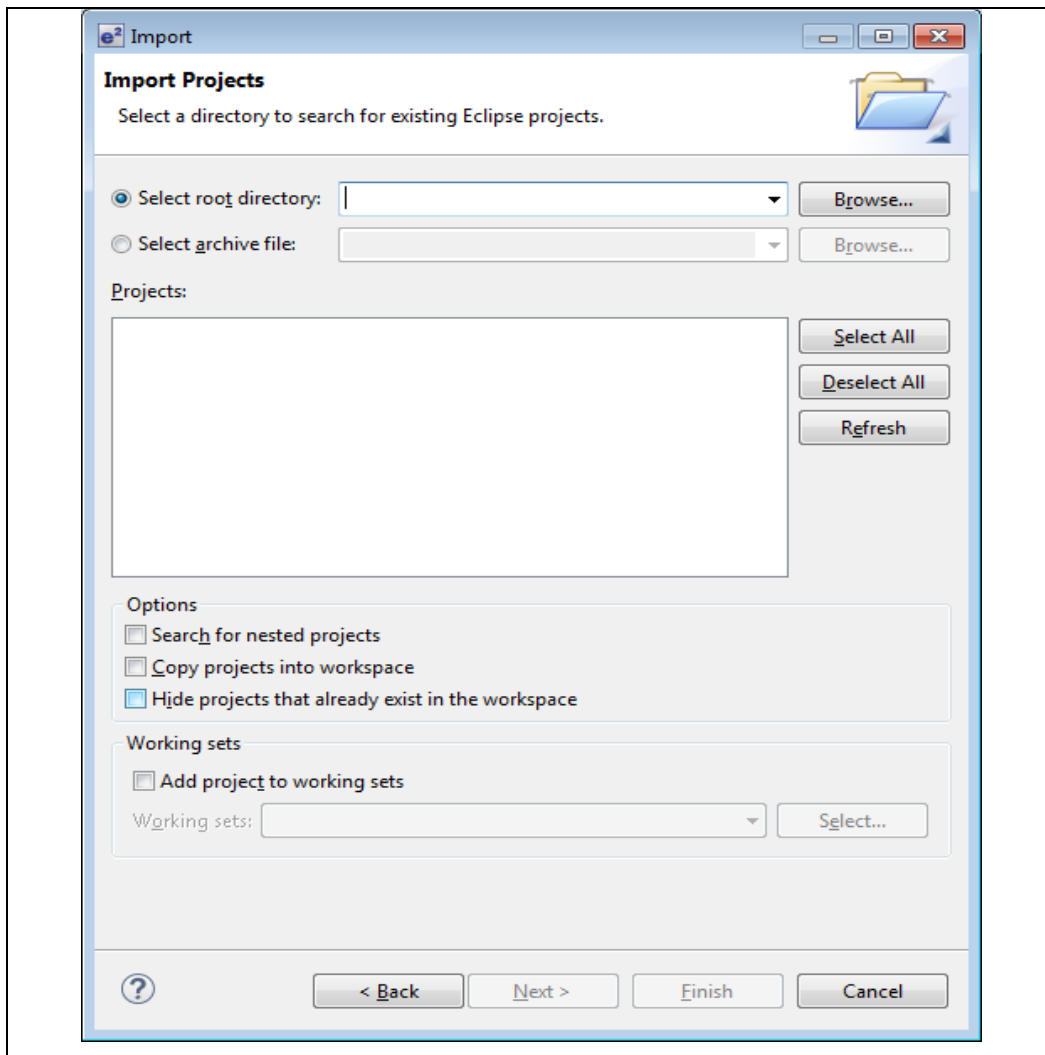 e² Import
Import Projects
Select a directory to search for existing Eclipse projects.
Select root directory:
Browse...
Select archive file:
Browse...
Projects:
Select All
Deselect All
Refresh
Options
Search for nested projects
Copy projects into workspace
Hide projects that already exist in the workspace
Working sets
Add project to working sets
Working sets:
Select...
?
< Back
Next >
Finish
Cancel